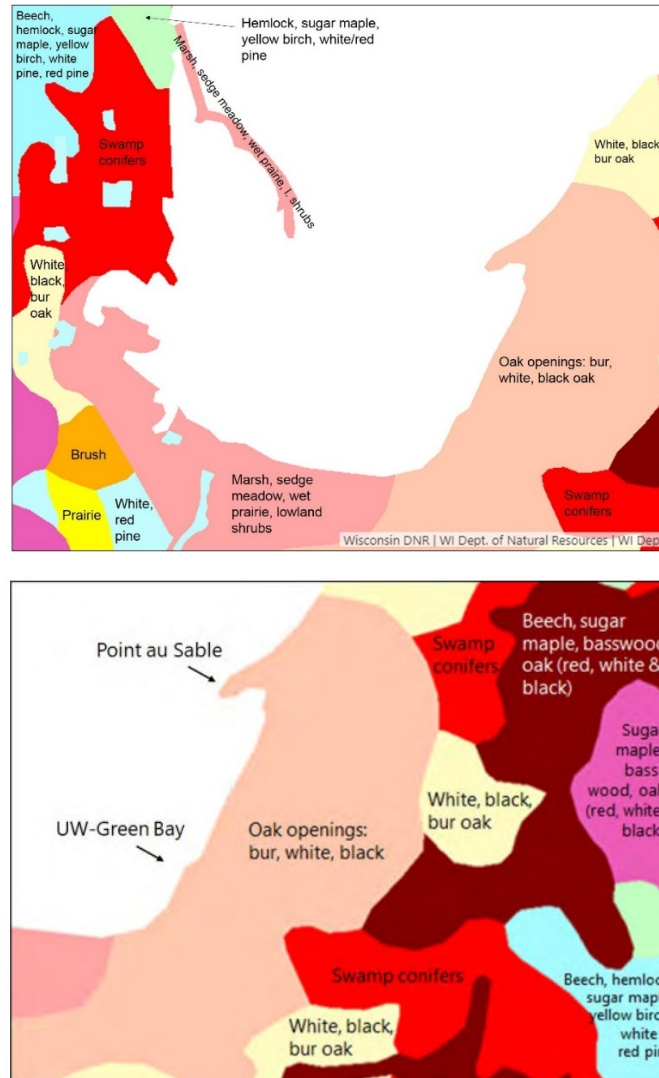 Beech,
hemlock, sugar
maple, yellow
birch, white
pine, red pine
Hemlock, sugar maple,
yellow birch, white/red
pine
Marsh, sedge meadow, wet prairie, l. shrubs
Swamp
conifers
White, black,
bur oak
White
black,
bur
oak
Oak openings: bur,
white, black oak
Brush
Prairie
White,
red
pine
Marsh, sedge
meadow, wet
prairie, lowland
shrubs
Swamp
conifers
Wisconsin DNR | WI Dept. of Natural Resources | WI Dep
Point au Sable
Swamp
conifers
Beech, sugar
maple, basswood
oak (red, white &
black)
Suga
maple
bass
wood, oak
(red, white
black
White, black,
bur oak
UW-Green Bay
Oak openings:
bur, white, black
Swamp conifers
Beech, hemloc
sugar map
yellow birc
white
red pi
White, black,
bur oak